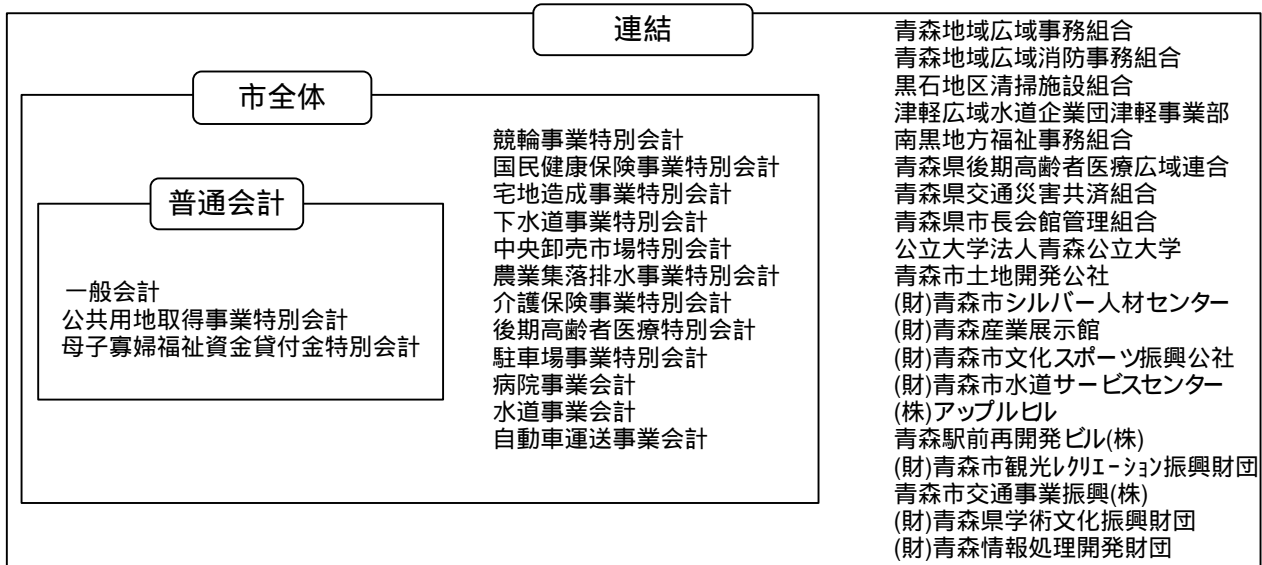 連結
市全体
普通会計
一般会計
公共用地取得事業特別会計
母子寡婦福祉資金貸付金特別会計
競輪事業特別会計
国民健康保険事業特別会計
宅地造成事業特別会計
下水道事業特別会計
中央卸売市場特別会計
農業集落排水事業特別会計
介護保険事業特別会計
後期高齢者医療特別会計
駐車場事業特別会計
病院事業会計
水道事業会計
自動車運送事業会計
青森地域広域事務組合
青森地域広域消防事務組合
黒石地区清掃施設組合
津軽広域水道企業団津軽事業部
南黒地方福祉事務組合
青森県後期高齢者医療広域連合
青森県交通災害共済組合
青森県市長会館管理組合
公立大学法人青森公立大学
青森市土地開発公社
(財)青森市シルバー人材センター
(財)青森産業展示館
(財)青森市文化スポーツ振興公社
(財)青森市水道サービスセンター
(株)アップルヒル
青森駅前再開発ビル(株)
(財)青森市観光ﾚｸﾘｴｰｼｮﾝ振興財団
青森市交通事業振興(株)
(財)青森県学術文化振興財団
(財)青森情報処理開発財団